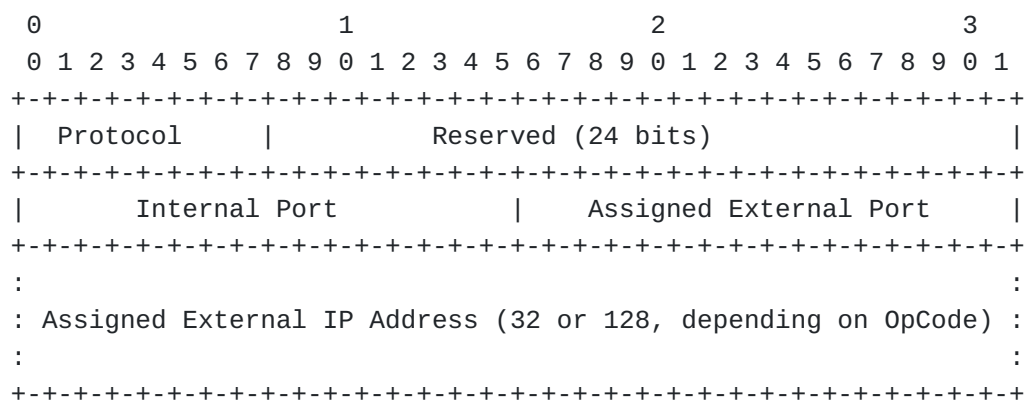 0                   1                   2                   3
 0 1 2 3 4 5 6 7 8 9 0 1 2 3 4 5 6 7 8 9 0 1 2 3 4 5 6 7 8 9 0 1
+-+-+-+-+-+-+-+-+-+-+-+-+-+-+-+-+-+-+-+-+-+-+-+-+-+-+-+-+-+-+-+-+
|  Protocol     |          Reserved (24 bits)                   |
+-+-+-+-+-+-+-+-+-+-+-+-+-+-+-+-+-+-+-+-+-+-+-+-+-+-+-+-+-+-+-+-+
|       Internal Port           |    Assigned External Port     |
+-+-+-+-+-+-+-+-+-+-+-+-+-+-+-+-+-+-+-+-+-+-+-+-+-+-+-+-+-+-+-+-+
:                                                               :
: Assigned External IP Address (32 or 128, depending on OpCode) :
:                                                               :
+-+-+-+-+-+-+-+-+-+-+-+-+-+-+-+-+-+-+-+-+-+-+-+-+-+-+-+-+-+-+-+-+